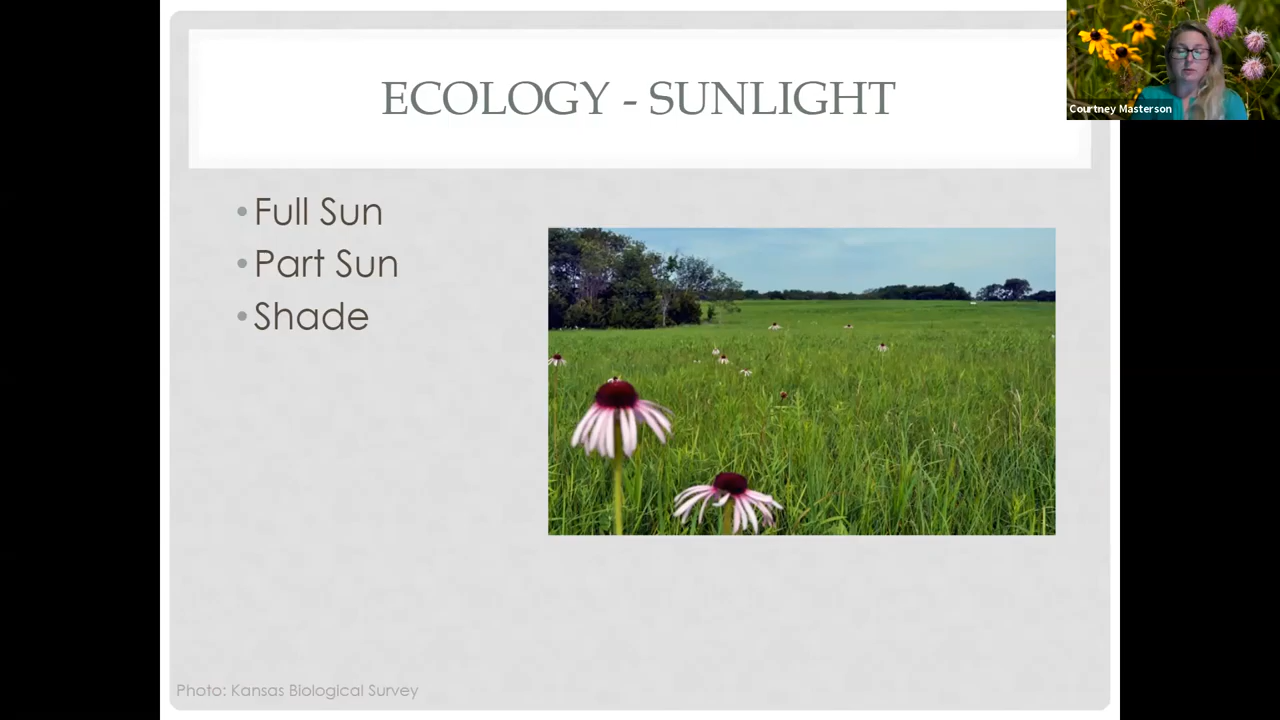 ECOLOGY - SUNLIGHT
Courtney Masterson
• Full Sun
• Part Sun
• Shade
Photo: Kansas Biological Survey